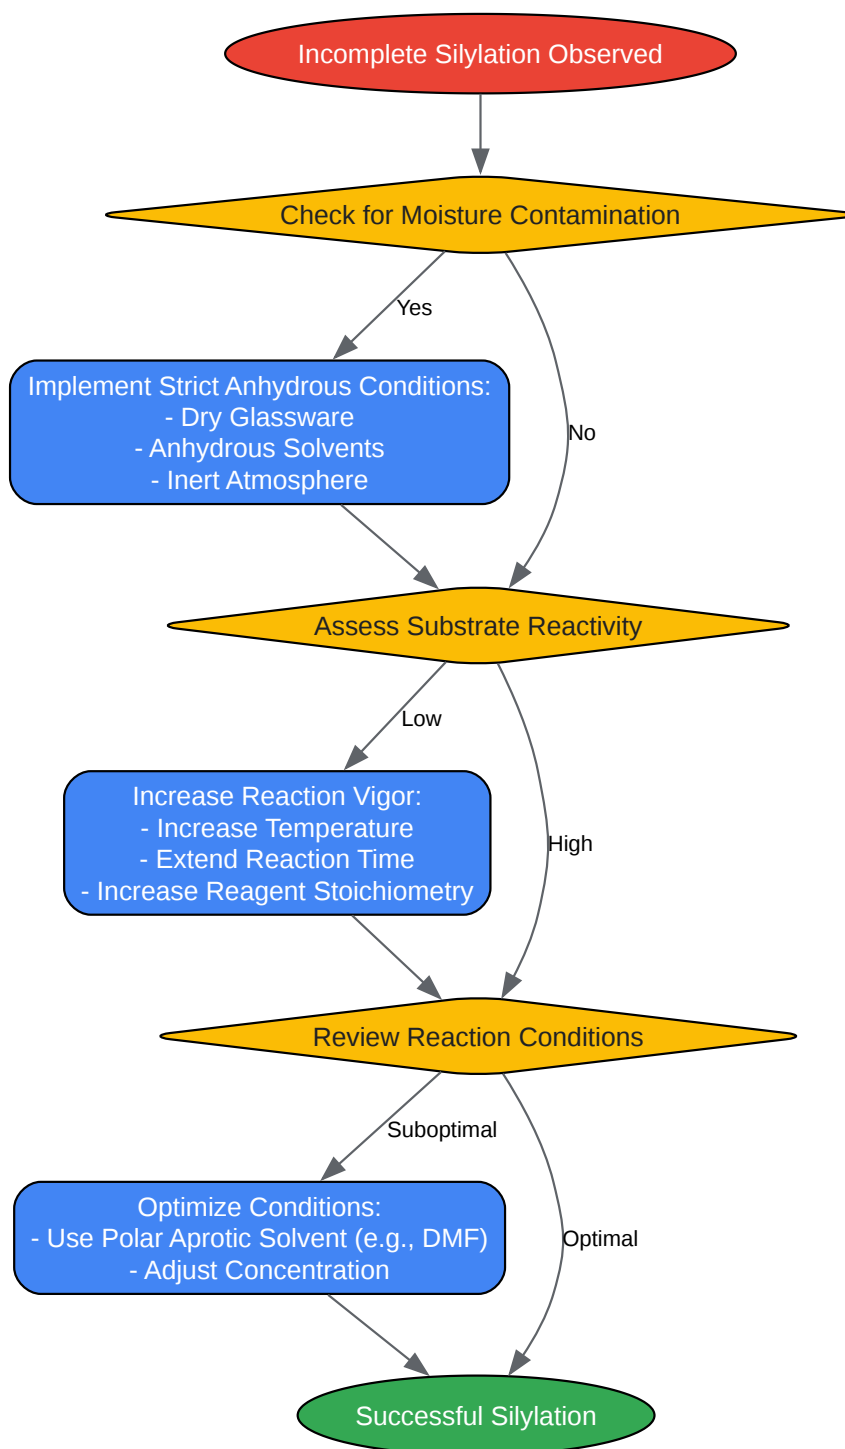 Incomplete Silylation Observed
Check for Moisture Contamination
Yes
Implement Strict Anhydrous Conditions:
- Dry Glassware
- Anhydrous Solvents
- Inert Atmosphere
No
Assess Substrate Reactivity
Low
Increase Reaction Vigor:
- Increase Temperature
- Extend Reaction Time
- Increase Reagent Stoichiometry
High
Review Reaction Conditions
Suboptimal
Optimize Conditions:
- Use Polar Aprotic Solvent (e.g., DMF)
- Adjust Concentration
Optimal
Successful Silylation